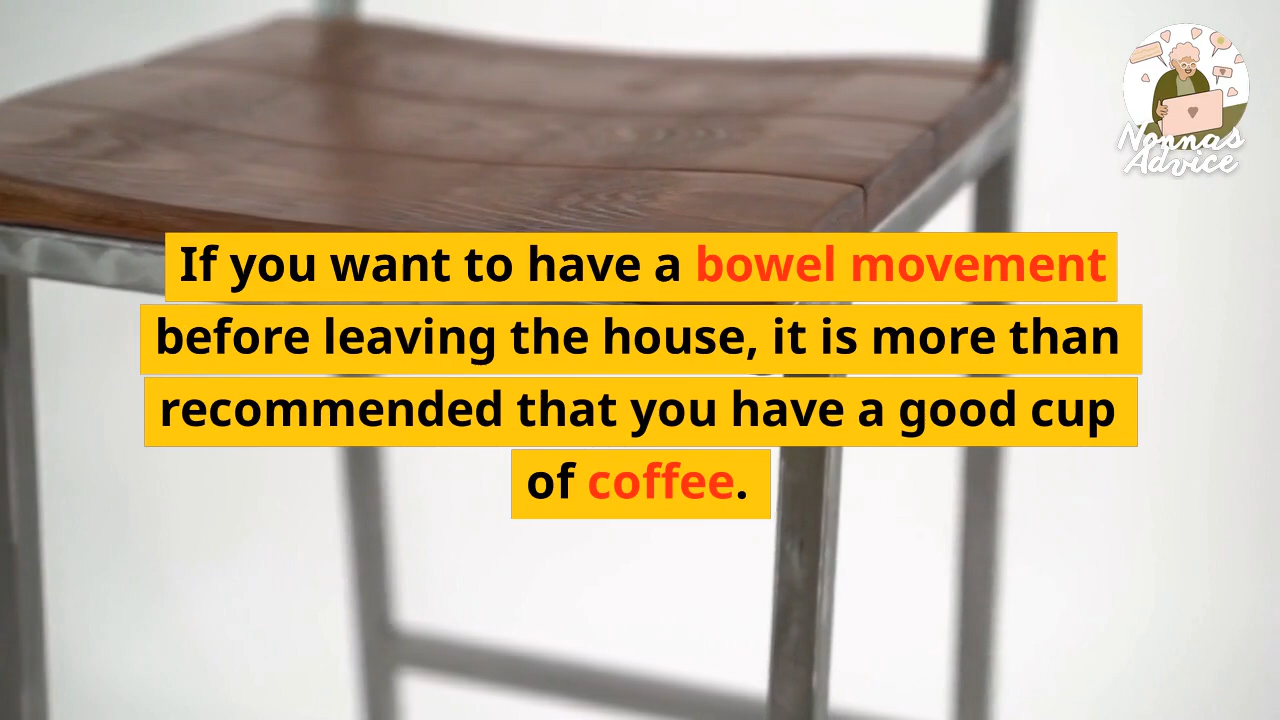 Nonnas
Advice
If you want to have a bowel movement
before leaving the house, it is more than
recommended that you have a good cup
of coffee.